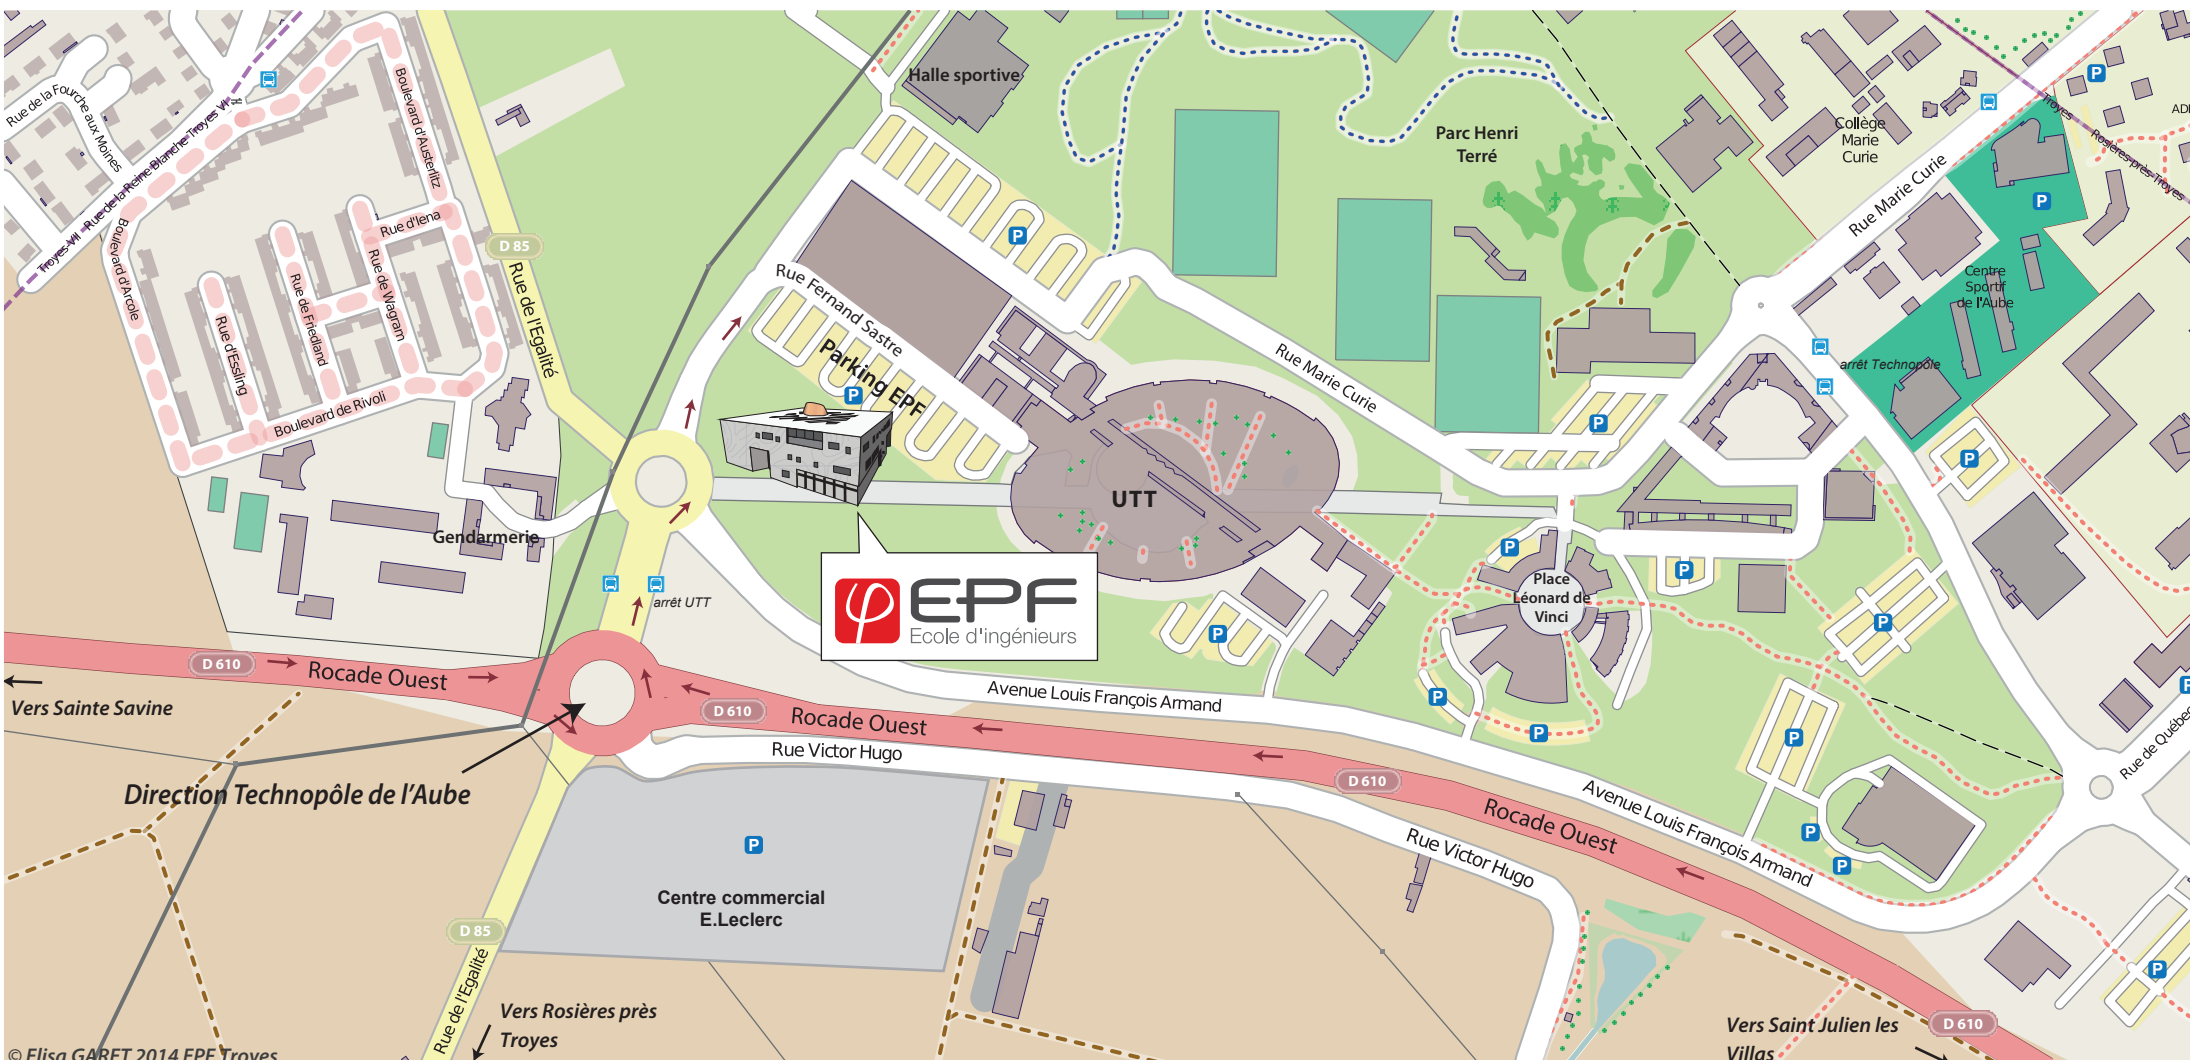 Halle sportive
Rue de la Fourche aux Moines
Boulevard d'Austerlitz
Parc Henri
Terré
Collège
Marie
Curie
Troyes
Rosières-près-Troyes
Troyes VII
Rue de la Reine Blanche
Troyes VI
Rue d'Iena
Rue Marie Curie
Boulevard d'Arcole
D 85
Rue de l'Egalité
Rue de Wagram
Rue de Friedland
Rue d'Essling
Rue Fernand Sastre
Centre
Sportif
de l'Aube
Parking EPF
Rue Marie Curie
arrêt Technopôle
Boulevard de Rivoli
UTT
Gendarmerie
arrêt UTT
EPF
Ecole d'ingénieurs
Place
Léonard de
Vinci
D 610
Rocade Ouest
Vers Sainte Savine
D 610
Rocade Ouest
Avenue Louis François Armand
Rue Victor Hugo
Rue de Québec
Direction Technopôle de l'Aube
D 610
Rocade Ouest
Avenue Louis François Armand
Rue Victor Hugo
Centre commercial
E.Leclerc
D 85
Rue de l'Egalité
Vers Rosières près
Troyes
Vers Saint Julien les
Villas
D 610
© Elisa GARET 2014 EPF Troyes